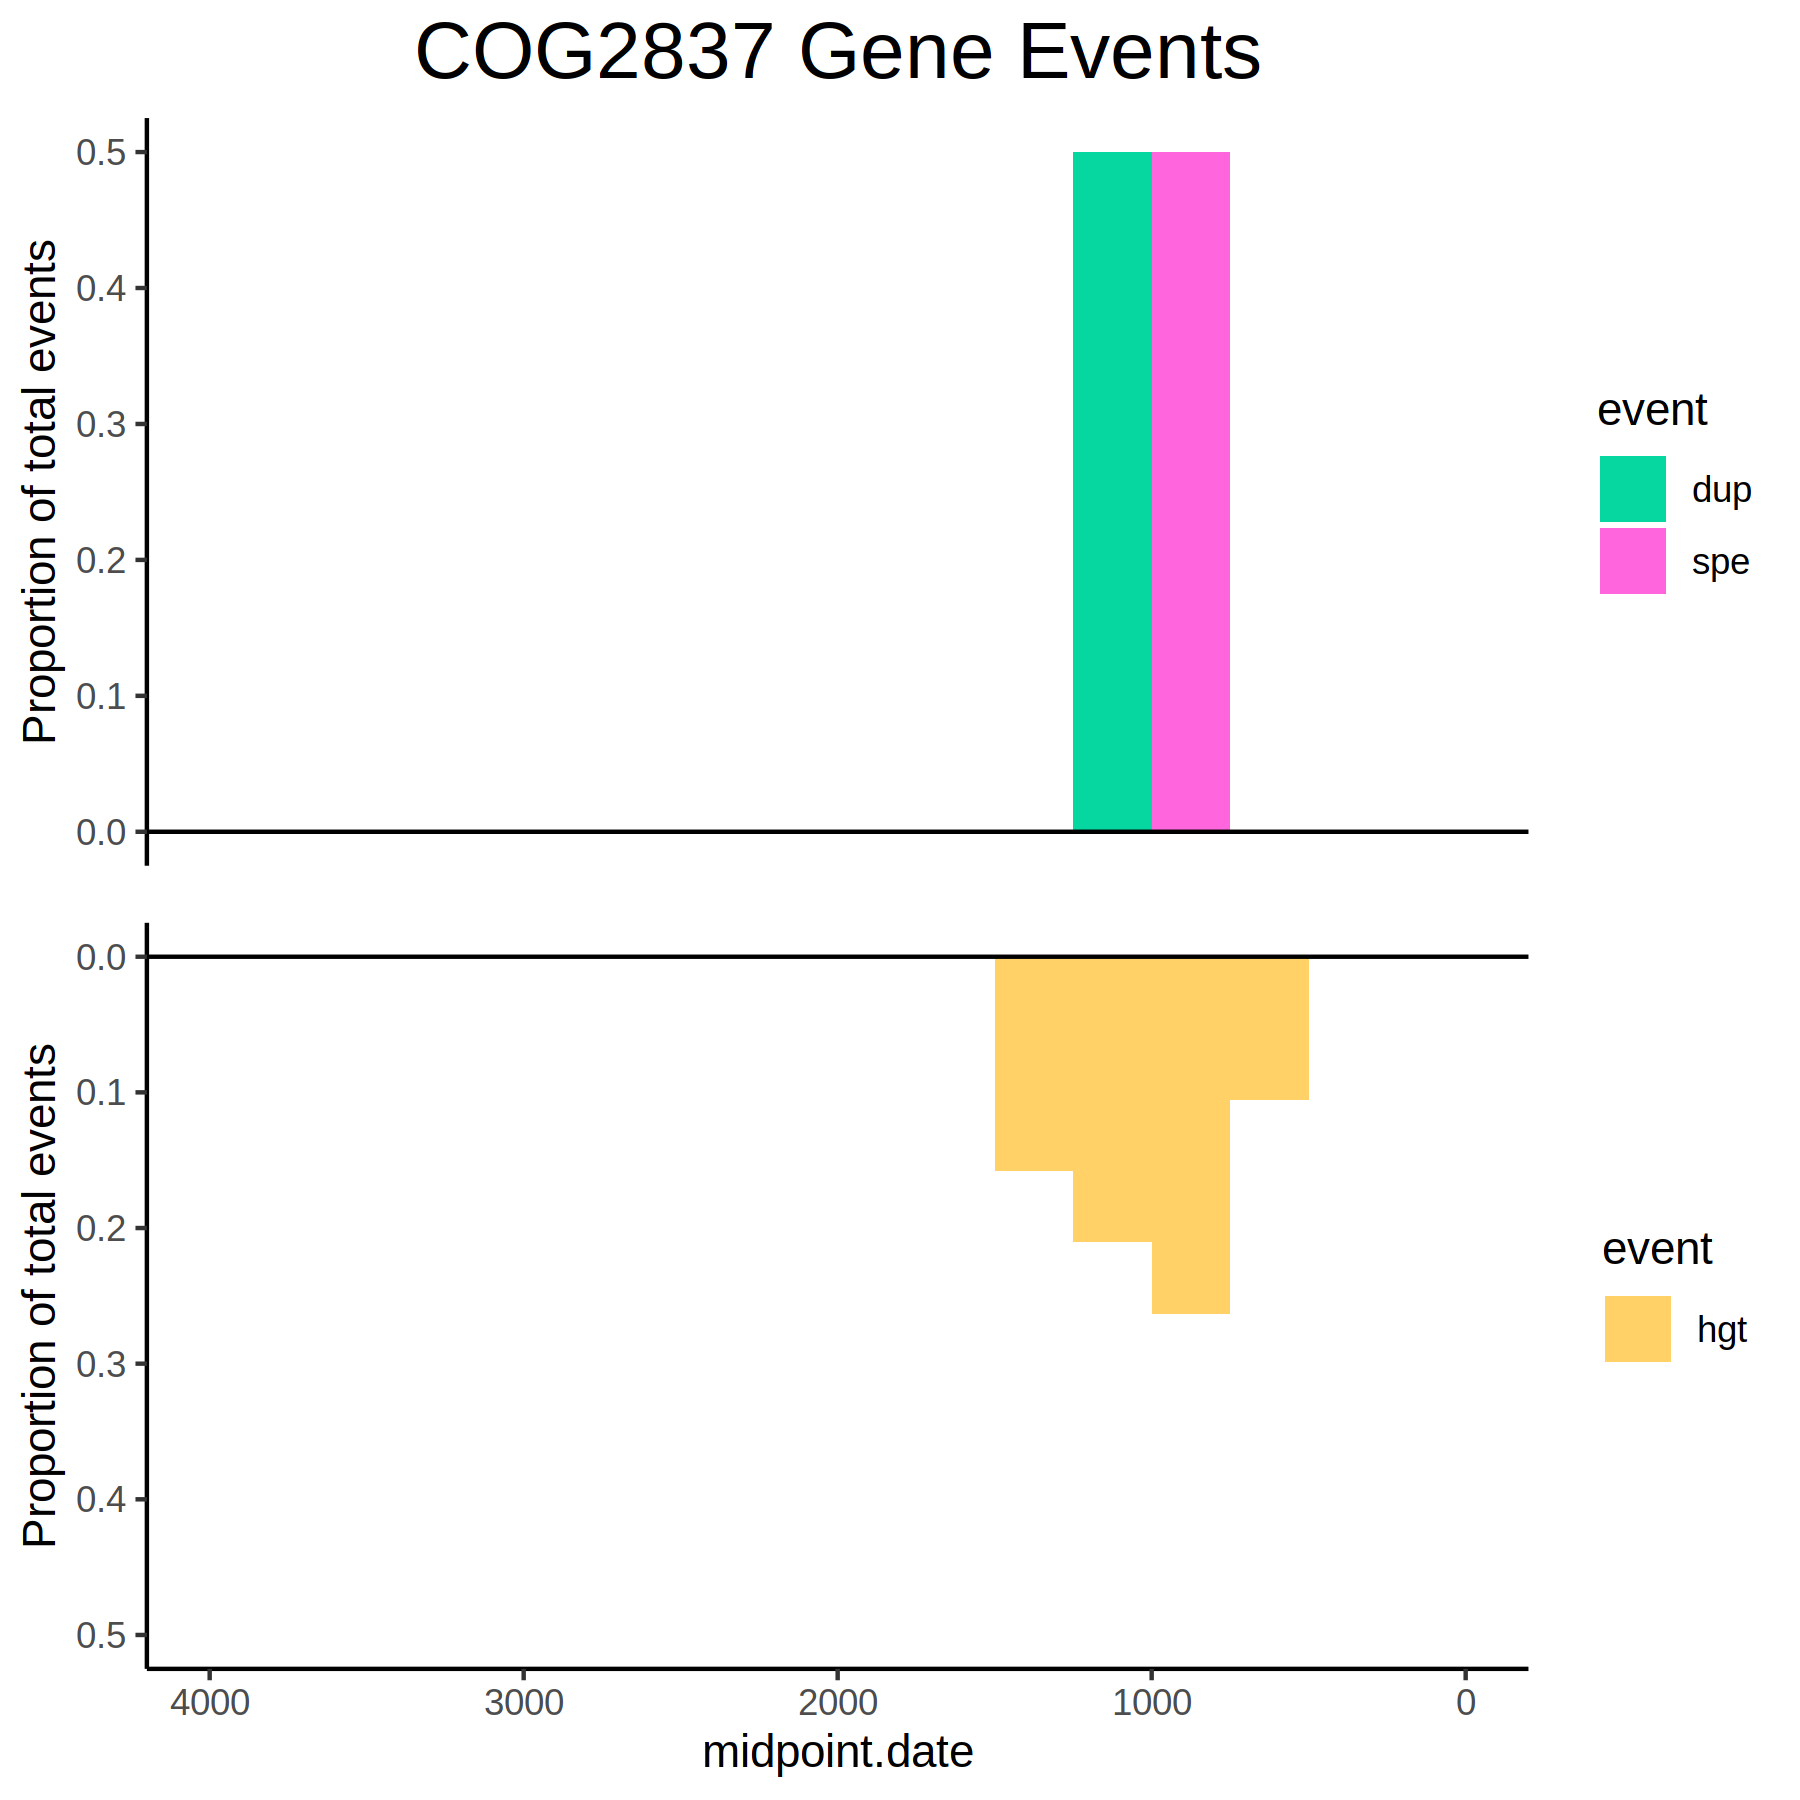 COG2837 Gene Events
Proportion of total events
0.5
0.4
0.3
0.2
0.1
0.0
event
dup
spe
Proportion of total events
0.0
0.1
0.2
0.3
0.4
0.5
event
hgt
4000 3000 2000 1000 0
midpoint.date